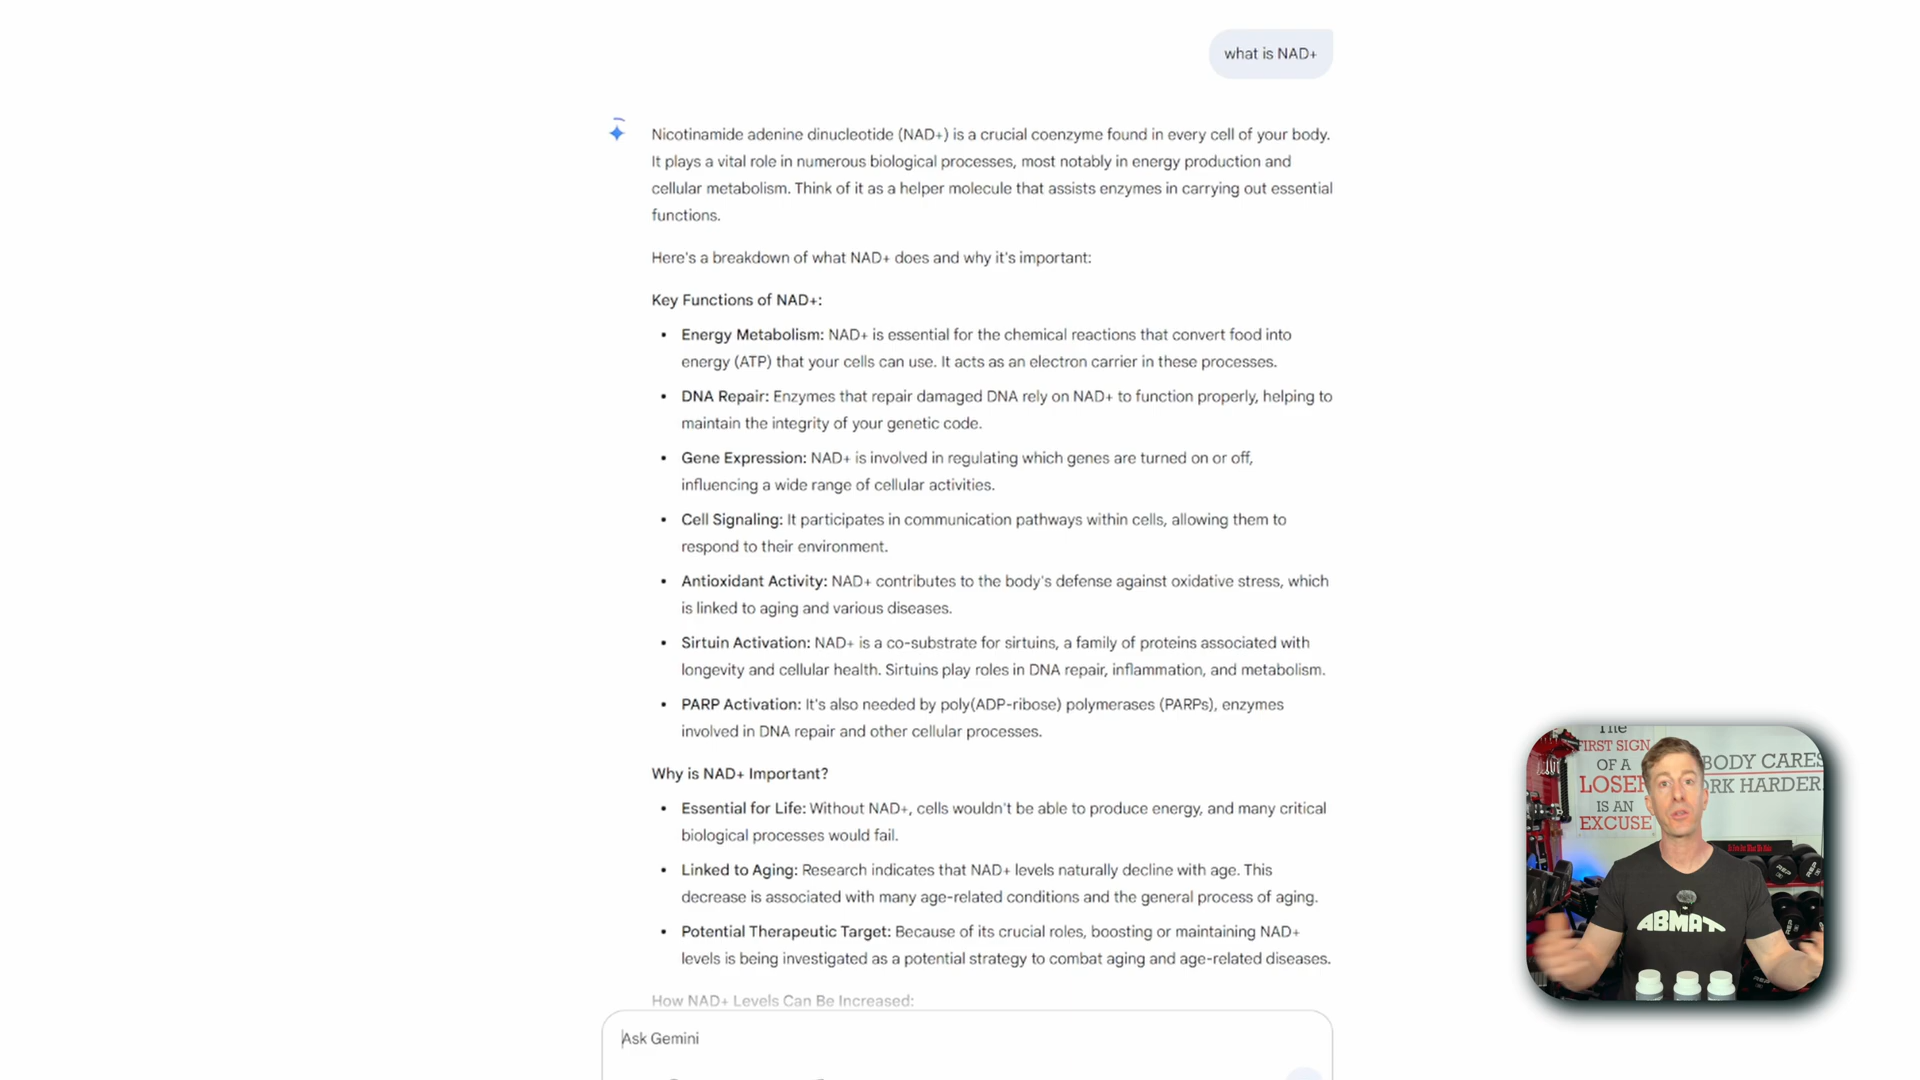 what is NAD+
Nicotinamide adenine dinucleotide (NAD+) is a crucial coenzyme found in every cell of your body.
It plays a vital role in numerous biological processes, most notably in energy production and
cellular metabolism. Think of it as a helper molecule that assists enzymes in carrying out essential
functions.
Here's a breakdown of what NAD+ does and why it's important:
Key Functions of NAD+:
• Energy Metabolism: NAD+ is essential for the chemical reactions that convert food into
energy (ATP) that your cells can use. It acts as an electron carrier in these processes.
• DNA Repair: Enzymes that repair damaged DNA rely on NAD+ to function properly, helping to
maintain the integrity of your genetic code.
• Gene Expression: NAD+ is involved in regulating which genes are turned on or off,
influencing a wide range of cellular activities.
• Cell Signaling: It participates in communication pathways within cells, allowing them to
respond to their environment.
• Antioxidant Activity: NAD+ contributes to the body's defense against oxidative stress, which
is linked to aging and various diseases.
• Sirtuin Activation: NAD+ is a co-substrate for sirtuins, a family of proteins associated with
longevity and cellular health. Sirtuins play roles in DNA repair, inflammation, and metabolism.
• PARP Activation: It's also needed by poly(ADP-ribose) polymerases (PARPs), enzymes
involved in DNA repair and other cellular processes.
Why is NAD+ Important?
• Essential for Life: Without NAD+, cells wouldn't be able to produce energy, and many critical
biological processes would fail.
• Linked to Aging: Research indicates that NAD+ levels naturally decline with age. This
decrease is associated with many age-related conditions and the general process of aging.
• Potential Therapeutic Target: Because of its crucial roles, boosting or maintaining NAD+
levels is being investigated as a potential strategy to combat aging and age-related diseases.
How NAD+ Levels Can Be Increased:
Ask Gemini
The
FIRST SIGN
OF A
LOSER
IS AN
EXCUSE
BODY CARES
RK HARDER
ABMAT